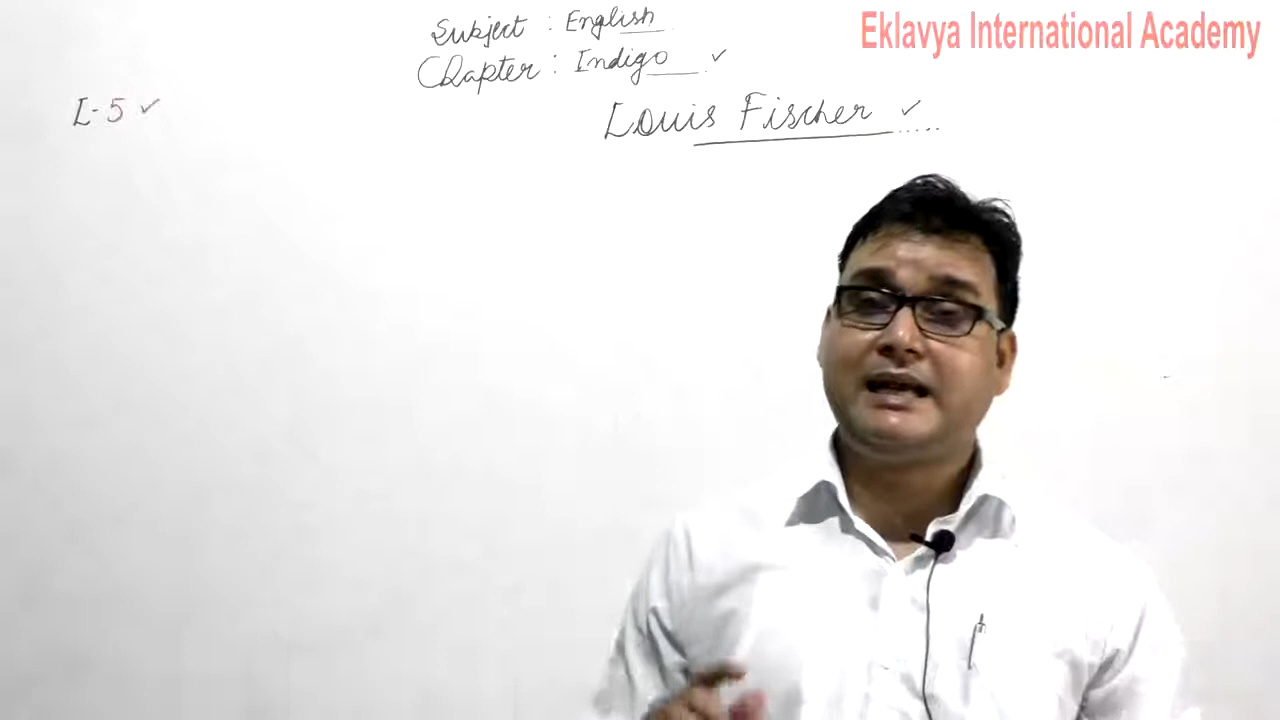 Eklavya International Academy
Subject : English
Chapter : Indigo
L-5
Louis Fischer